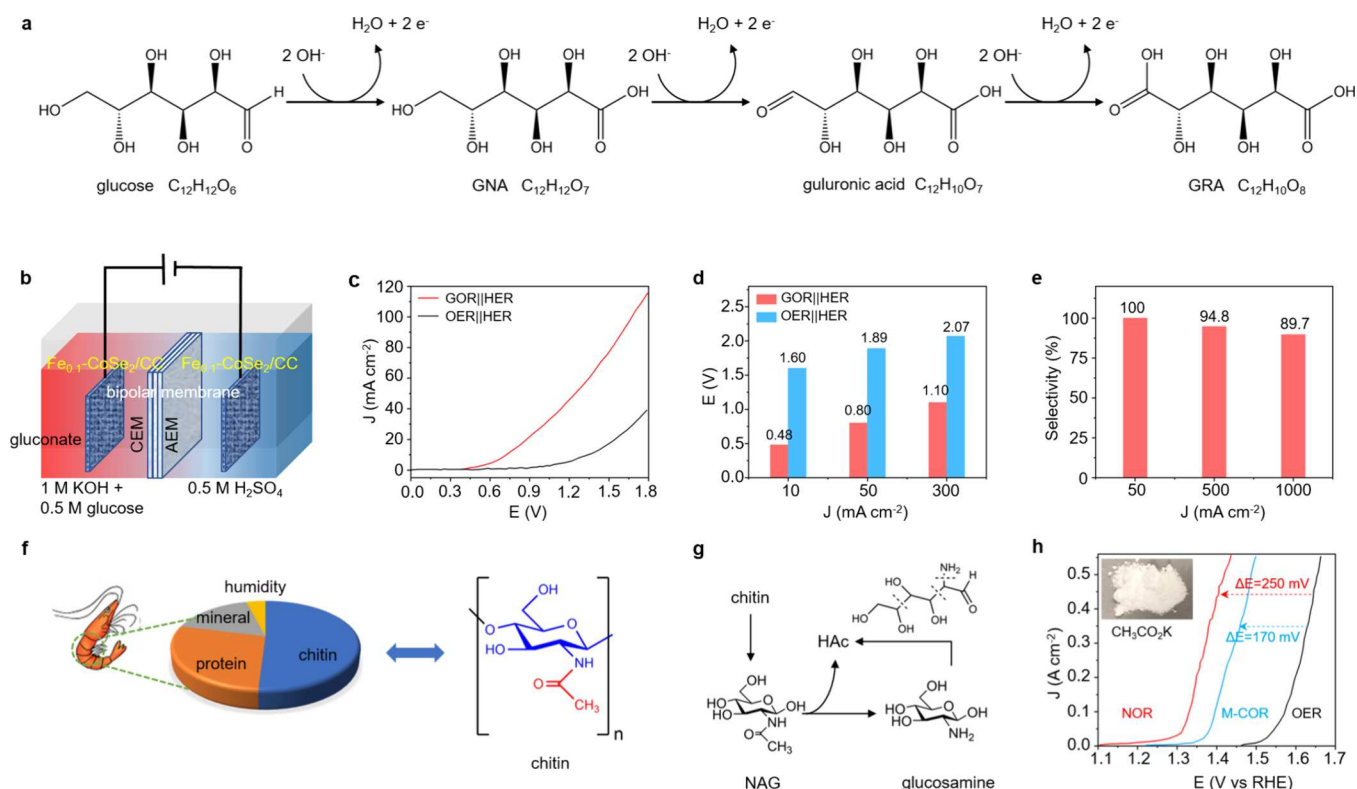 a
H₂O + 2 e⁻
H₂O + 2 e⁻
H₂O + 2 e⁻
2 OH⁻
2 OH⁻
2 OH⁻
OH
OH
H
HO
OH
OH
O
OH
OH
OH
HO
OH
OH
O
OH
OH
OH
O
OH
OH
O
OH
OH
OH
OH
O
OH
OH
O
glucose C₁₂H₁₂O₆
GNA C₁₂H₁₂O₇
guluronic acid C₁₂H₁₀O₇
GRA C₁₂H₁₀O₈
b
Fe₀.₁-CoSe₂/CC
Fe₀.₁-CoSe₂/CC
bipolar membrane
gluconate
CEM
AEM
1 M KOH +
0.5 M glucose
0.5 M H₂SO₄
c
J (mA cm⁻²)
120
100
80
60
40
20
0
GOR||HER
OER||HER
0.0 0.3 0.6 0.9 1.2 1.5 1.8
E (V)
d
E (V)
2.5
2.0
1.5
1.0
0.5
0.0
GOR||HER
OER||HER
0.48
1.60
0.80
1.89
1.10
2.07
10 50 300
J (mA cm⁻²)
e
Selectivity (%)
100
75
50
25
0
100
94.8
89.7
50 500 1000
J (mA cm⁻²)
f
humidity
mineral
protein
chitin
OH
O
O
HO
NH
O
CH₃
n
chitin
g
chitin
NH₂
OH
H
HO
OH
OH
O
HAc
OH
HO
HO
O
OH
NH
O
CH₃
NAG
OH
HO
HO
O
OH
NH₂
glucosamine
h
J (A cm⁻²)
0.5
0.4
0.3
0.2
0.1
0.0
CH₃CO₂K
ΔE=250 mV
ΔE=170 mV
NOR
M-COR
OER
1.1 1.2 1.3 1.4 1.5 1.6 1.7
E (V vs RHE)